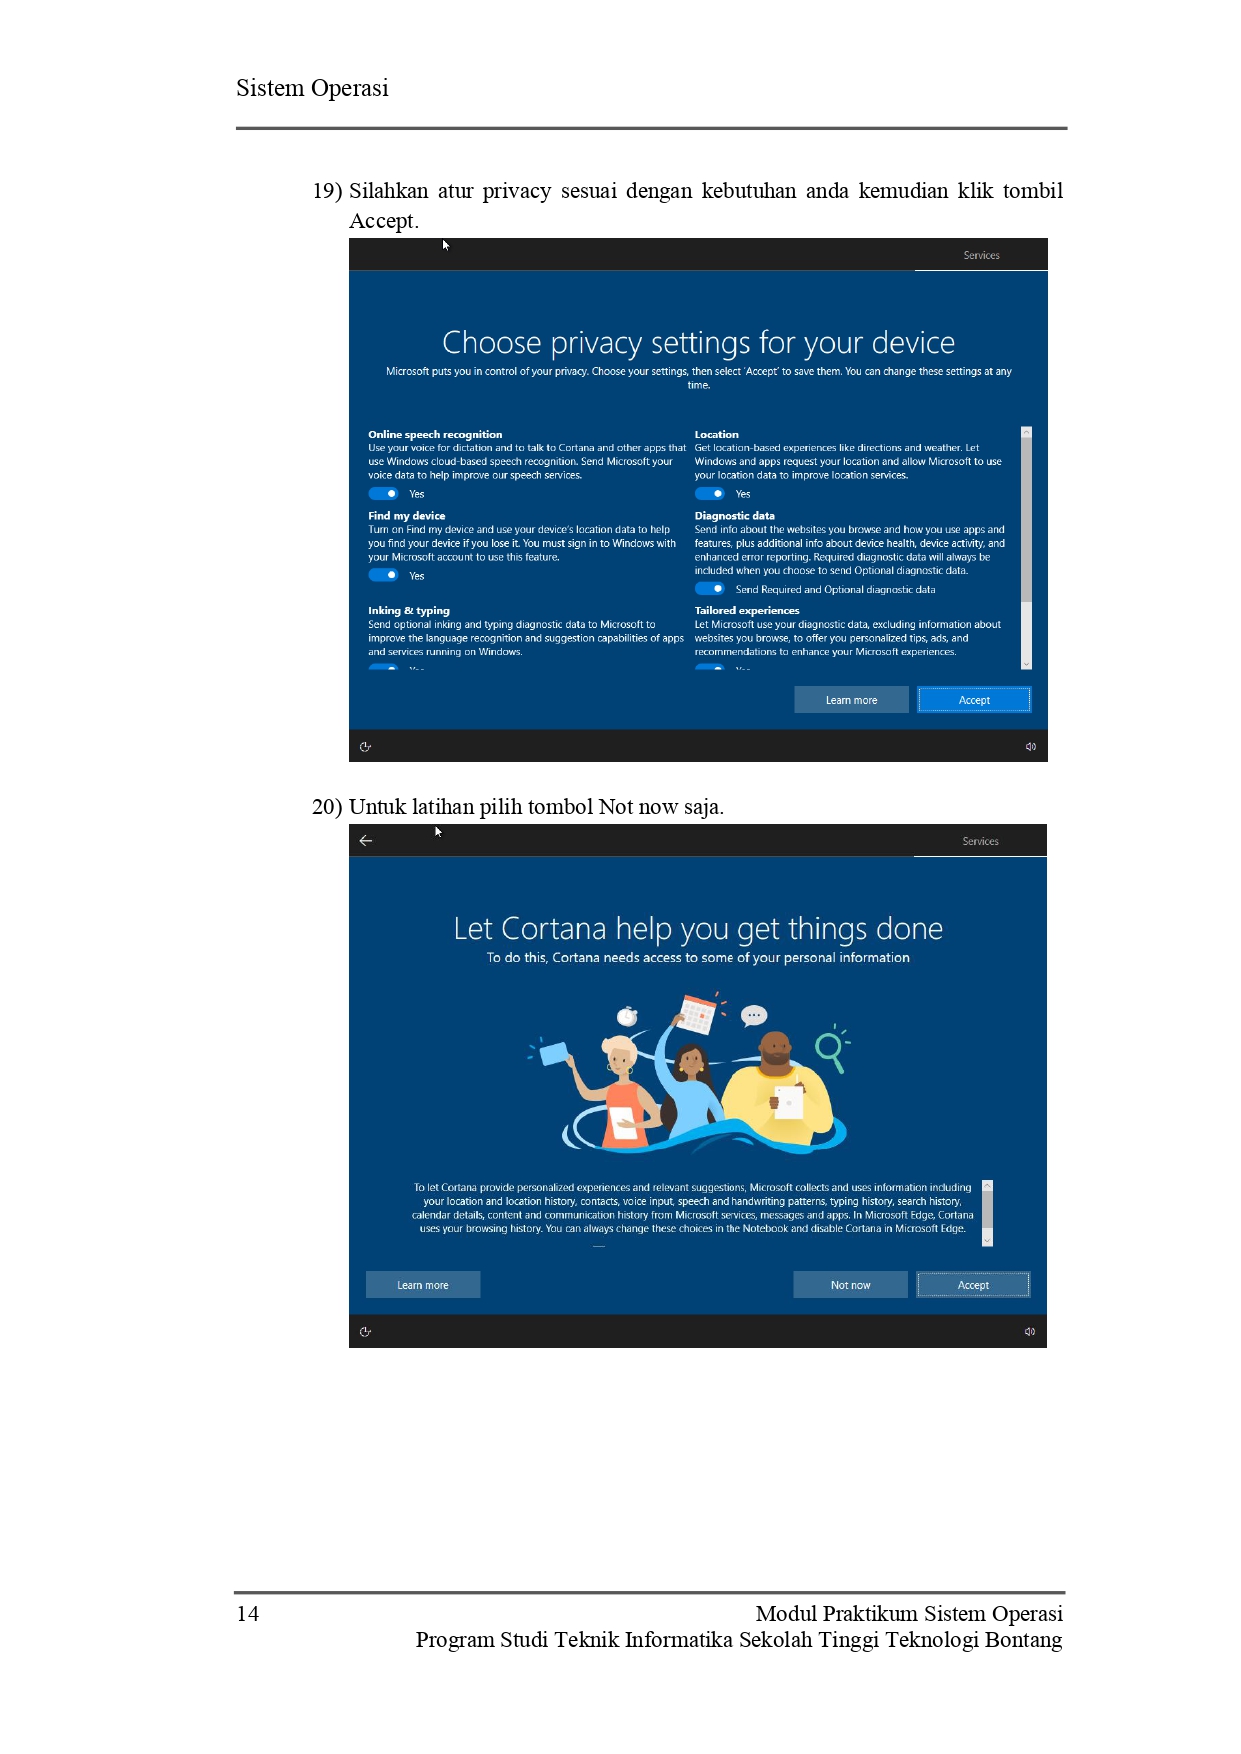 Sistem Operasi
19) Silahkan atur privacy sesuai dengan kebutuhan anda kemudian klik tombil
Accept.
Services
Choose privacy settings for your device
Microsoft puts you in control of your privacy. Choose your settings, then select 'Accept' to save them. You can change these settings at any
time.
Online speech recognition
Use your voice for dictation and to talk to Cortana and other apps that
use Windows cloud-based speech recognition. Send Microsoft your
voice data to help improve our speech services.
Yes
Location
Get location-based experiences like directions and weather. Let
Windows and apps request your location and allow Microsoft to use
your location data to improve location services.
Yes
Find my device
Turn on Find my device and use your device's location data to help
you find your device if you lose it. You must sign in to Windows with
your Microsoft account to use this feature.
Yes
Diagnostic data
Send info about the websites you browse and how you use apps and
features, plus additional info about device health, device activity, and
enhanced error reporting. Required diagnostic data will always be
included when you choose to send Optional diagnostic data.
Send Required and Optional diagnostic data
Inking & typing
Send optional inking and typing diagnostic data to Microsoft to
improve the language recognition and suggestion capabilities of apps
and services running on Windows.
Yes
Tailored experiences
Let Microsoft use your diagnostic data, excluding information about
websites you browse, to offer you personalized tips, ads, and
recommendations to enhance your Microsoft experiences.
Yes
Learn more
Accept
20) Untuk latihan pilih tombol Not now saja.
Services
Let Cortana help you get things done
To do this, Cortana needs access to some of your personal information
To let Cortana provide personalized experiences and relevant suggestions, Microsoft collects and uses information including
your location and location history, contacts, voice input, speech and handwriting patterns, typing history, search history,
calendar details, content and communication history from Microsoft services, messages and apps. In Microsoft Edge, Cortana
uses your browsing history. You can always change these choices in the Notebook and disable Cortana in Microsoft Edge.
Learn more
Not now
Accept
14
Modul Praktikum Sistem Operasi
Program Studi Teknik Informatika Sekolah Tinggi Teknologi Bontang